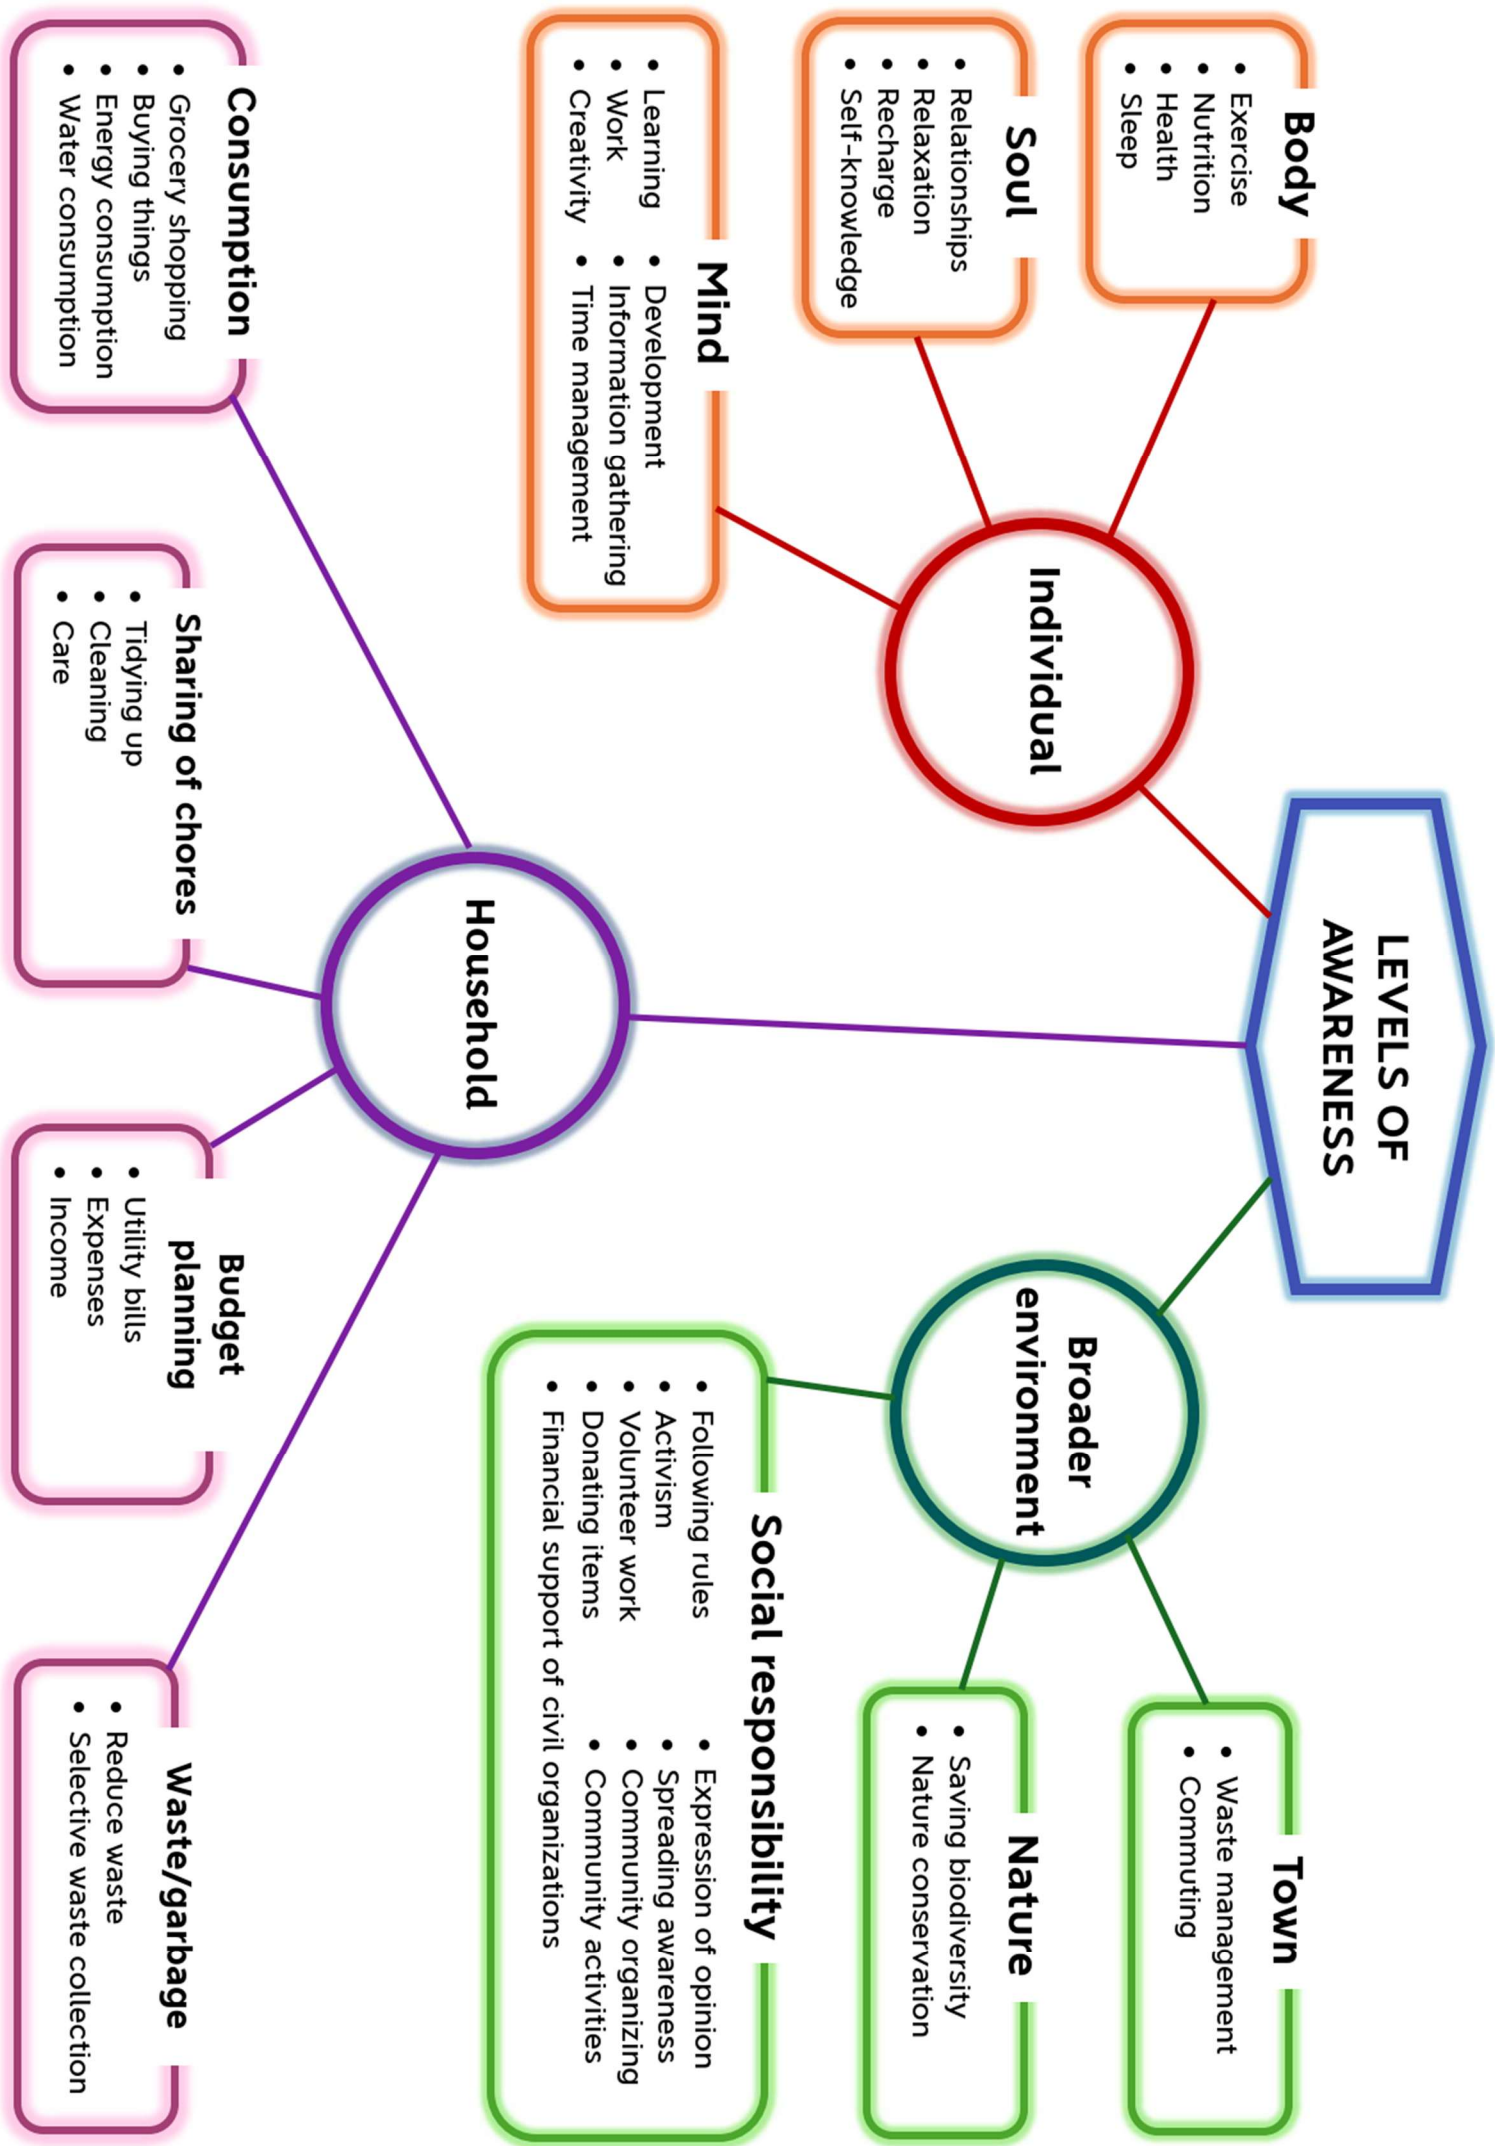 LEVELS OF
AWARENESS
Individual
Body
• Exercise
• Nutrition
• Health
• Sleep
Soul
• Relationships
• Relaxation
• Recharge
• Self-knowledge
Mind
• Learning
• Work
• Creativity
• Development
• Information gathering
• Time management
Broader
environment
Town
• Waste management
• Commuting
Nature
• Saving biodiversity
• Nature conservation
Social responsibility
• Following rules
• Activism
• Volunteer work
• Donating items
• Financial support of civil organizations
• Expression of opinion
• Spreading awareness
• Community organizing
• Community activities
Household
Consumption
• Grocery shopping
• Buying things
• Energy consumption
• Water consumption
Sharing of chores
• Tidying up
• Cleaning
• Care
Budget
planning
• Utility bills
• Expenses
• Income
Waste/garbage
• Reduce waste
• Selective waste collection